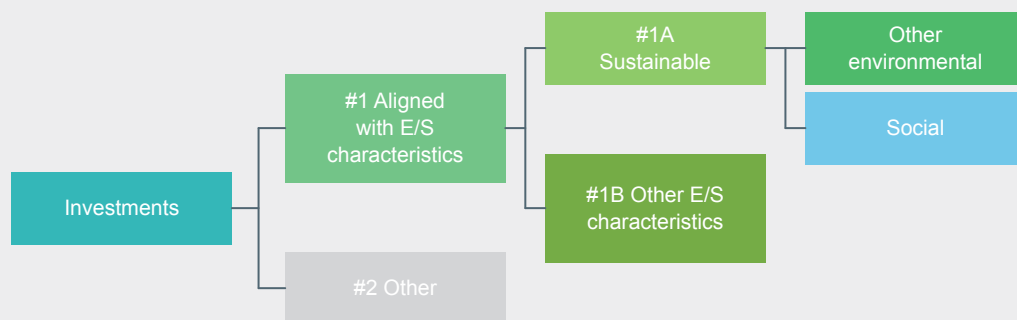 Investments
#1 Aligned
with E/S
characteristics
#2 Other
#1A
Sustainable
#1B Other E/S
characteristics
Other
environmental
Social